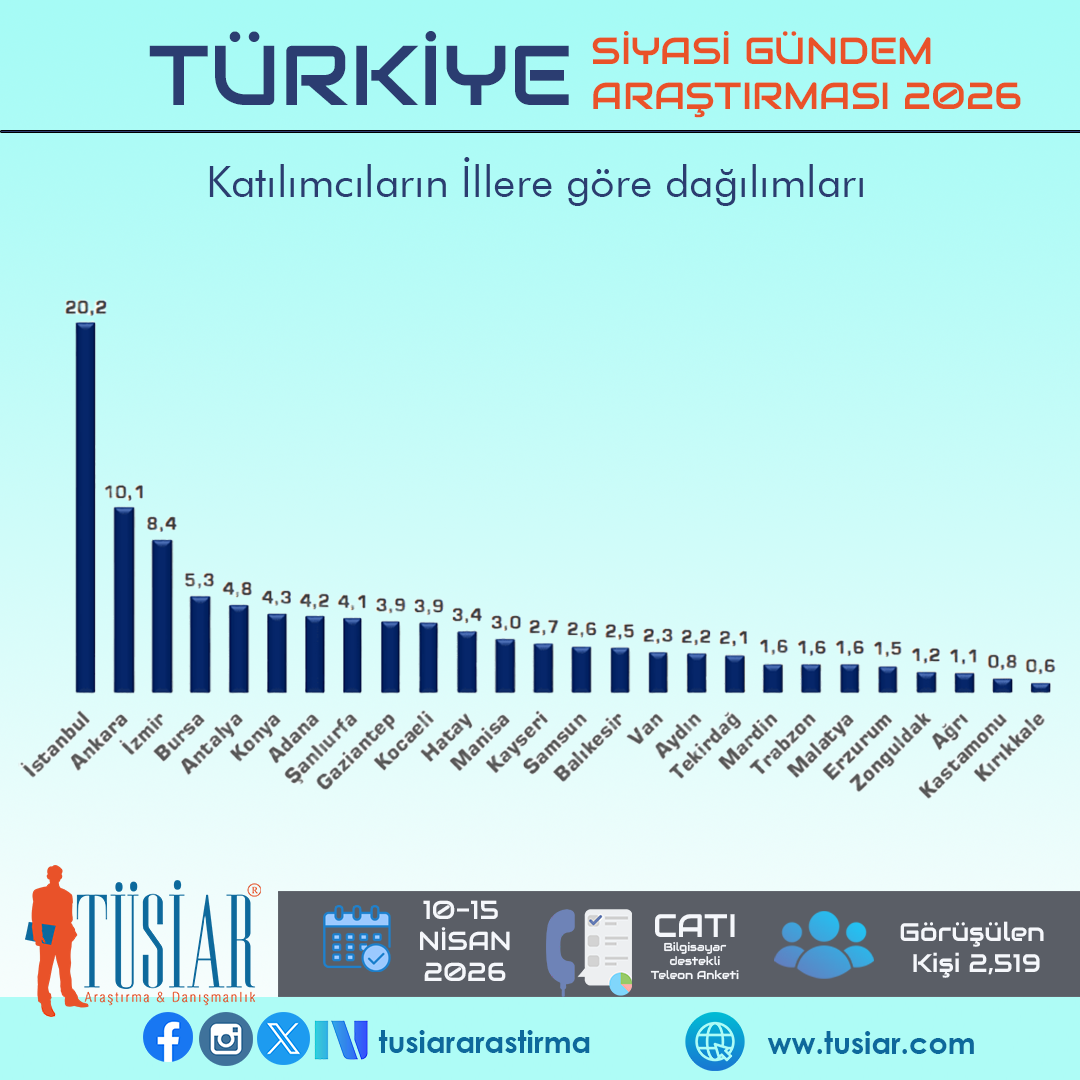 TÜRKİYE
SİYASİ GÜNDEM
ARAŞTIRMASI 2026
Katılımcıların İllere göre dağılımları
20,2
10,1
8,4
5,3
4,8
4,3
4,2
4,1
3,9
3,9
3,4
3,0
2,7
2,6
2,5
2,3
2,2
2,1
1,6
1,6
1,6
1,5
1,2
1,1
0,8
0,6
İstanbul
Ankara
İzmir
Bursa
Antalya
Konya
Adana
Şanlıurfa
Gaziantep
Kocaeli
Hatay
Manisa
Kayseri
Samsun
Balıkesir
Van
Aydın
Tekirdağ
Mardin
Trabzon
Malatya
Erzurum
Zonguldak
Ağrı
Kastamonu
Kırıkkale
TÜSİAR®
Araştırma & Danışmanlık
10-15
NİSAN
2026
CATI
Bilgisayar
destekli
Teleon Anketi
Görüşülen
Kişi 2,519
tusiararastirma
ww.tusiar.com